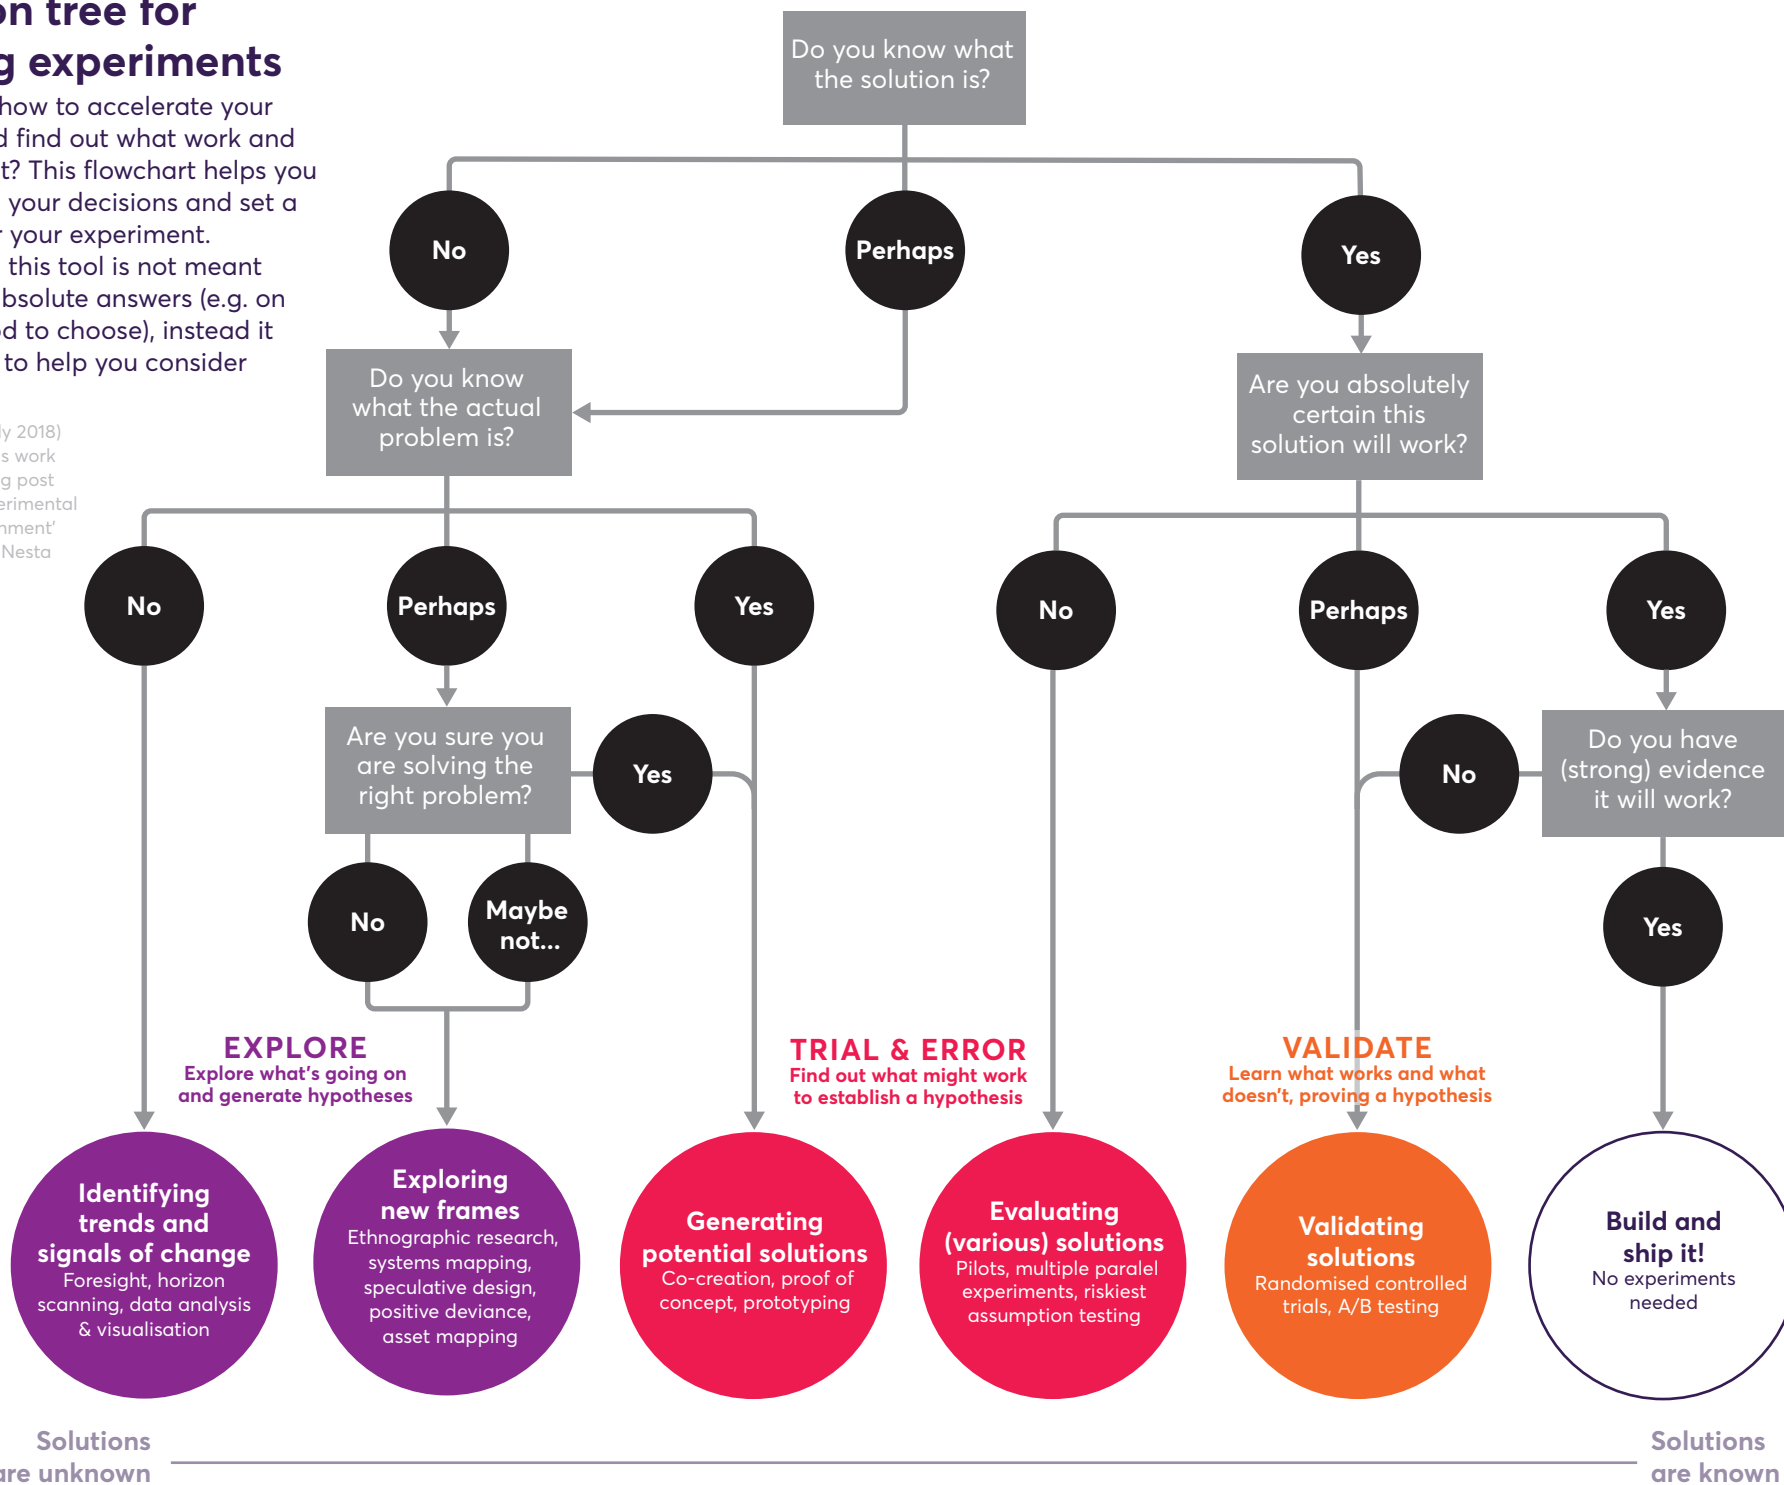 on tree for
g experiments
how to accelerate your
d find out what work and
t? This flowchart helps you
your decisions and set a
r your experiment.
this tool is not meant
bsolute answers (e.g. on
od to choose), instead it
to help you consider
ly 2018)
s work
g post
erimental
nment'
Nesta
Do you know what
the solution is?
No
Perhaps
Yes
Do you know
what the actual
problem is?
Are you absolutely
certain this
solution will work?
No
Perhaps
Yes
No
Perhaps
Yes
Are you sure you
are solving the
right problem?
Yes
No
Do you have
(strong) evidence
it will work?
No
Maybe
not...
Yes
EXPLORE
Explore what's going on
and generate hypotheses
TRIAL & ERROR
Find out what might work
to establish a hypothesis
VALIDATE
Learn what works and what
doesn't, proving a hypothesis
Identifying
trends and
signals of change
Foresight, horizon
scanning, data analysis
& visualisation
Exploring
new frames
Ethnographic research,
systems mapping,
speculative design,
positive deviance,
asset mapping
Generating
potential solutions
Co-creation, proof of
concept, prototyping
Evaluating
(various) solutions
Pilots, multiple paralel
experiments, riskiest
assumption testing
Validating
solutions
Randomised controlled
trials, A/B testing
Build and
ship it!
No experiments
needed
Solutions
are unknown
Solutions
are known